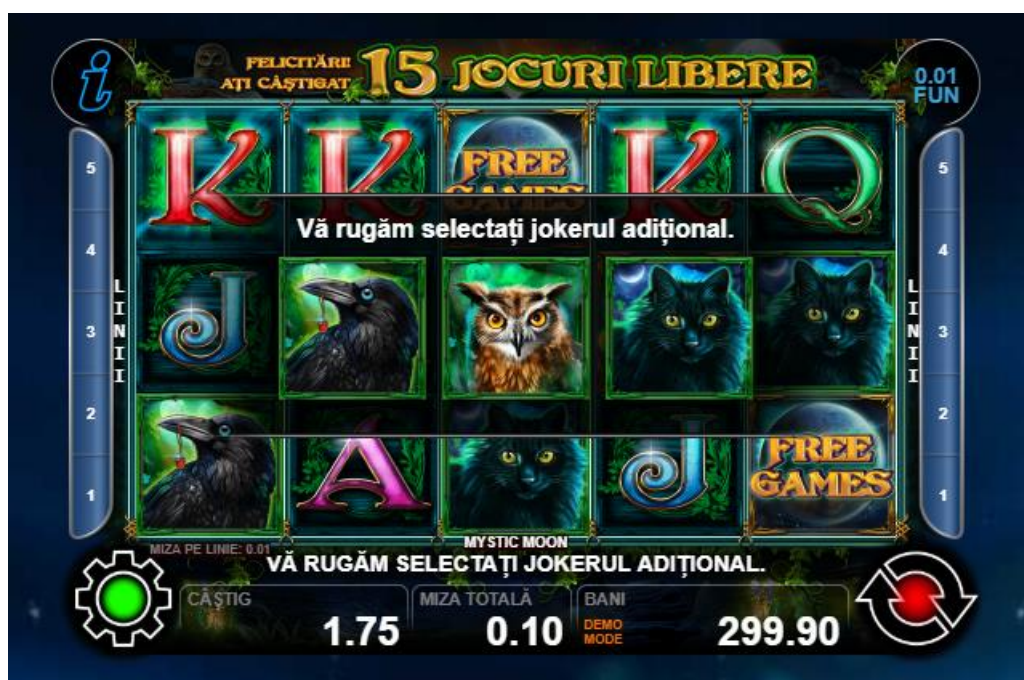 FELICITĂRI!
AȚI CÂȘTIGAT 15 JOCURI LIBERE
0.01
FUN
K K FREE GAMES K Q
Vă rugăm selectați jokerul adițional.
5 5
4 4
3 3
2 2
1 1
LINII LINII
J
A J FREE GAMES
MIZA PE LINIE: 0.01
MYSTIC MOON
VĂ RUGĂM SELECTAȚI JOKERUL ADIȚIONAL.
CÂȘTIG MIZA TOTALĂ BANI
1.75 0.10 DEMO MODE 299.90